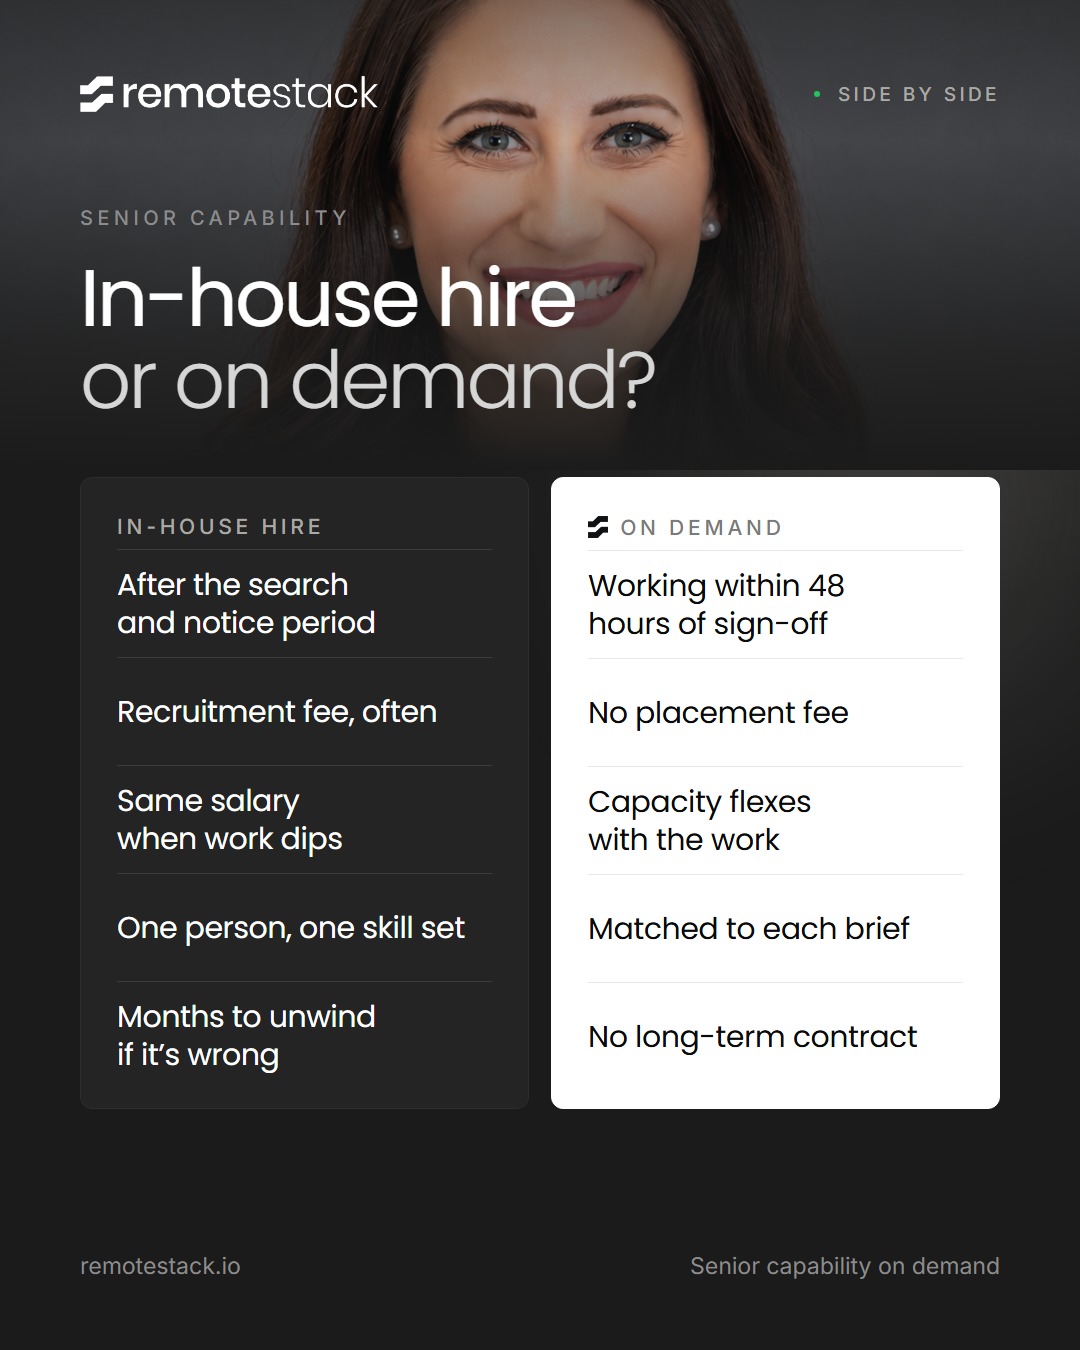 remotestack
SIDE BY SIDE
SENIOR CAPABILITY
In-house hire
or on demand?
IN-HOUSE HIRE
After the search
and notice period
Recruitment fee, often
Same salary
when work dips
One person, one skill set
Months to unwind
if it’s wrong
ON DEMAND
Working within 48
hours of sign-off
No placement fee
Capacity flexes
with the work
Matched to each brief
No long-term contract
remotestack.io
Senior capability on demand